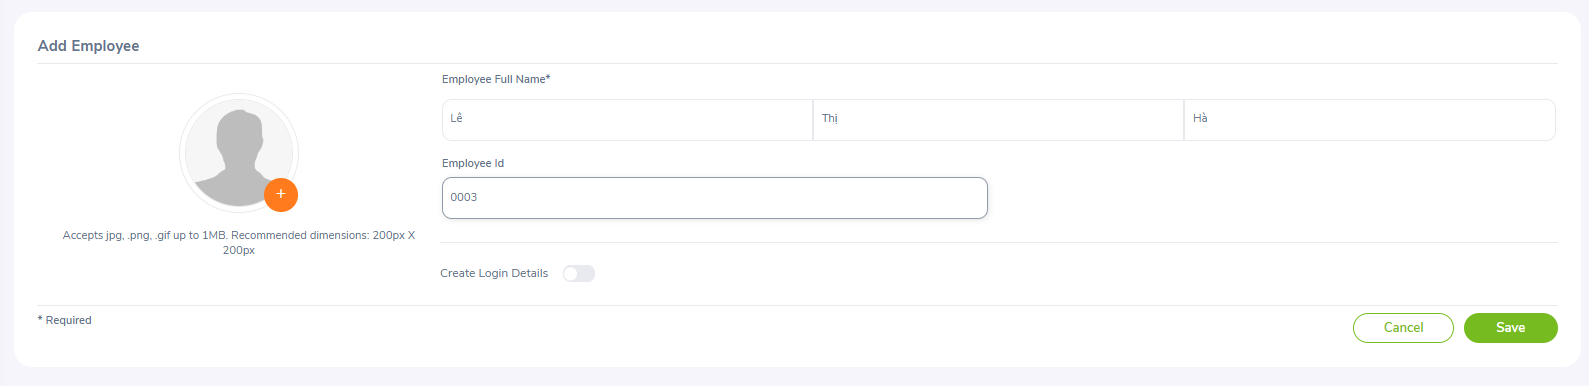 Add Employee
Employee Full Name*
Lê Thị Hà
Employee Id
0003
+
Accepts jpg, .png, .gif up to 1MB. Recommended dimensions: 200px X
200px
Create Login Details
* Required
Cancel Save